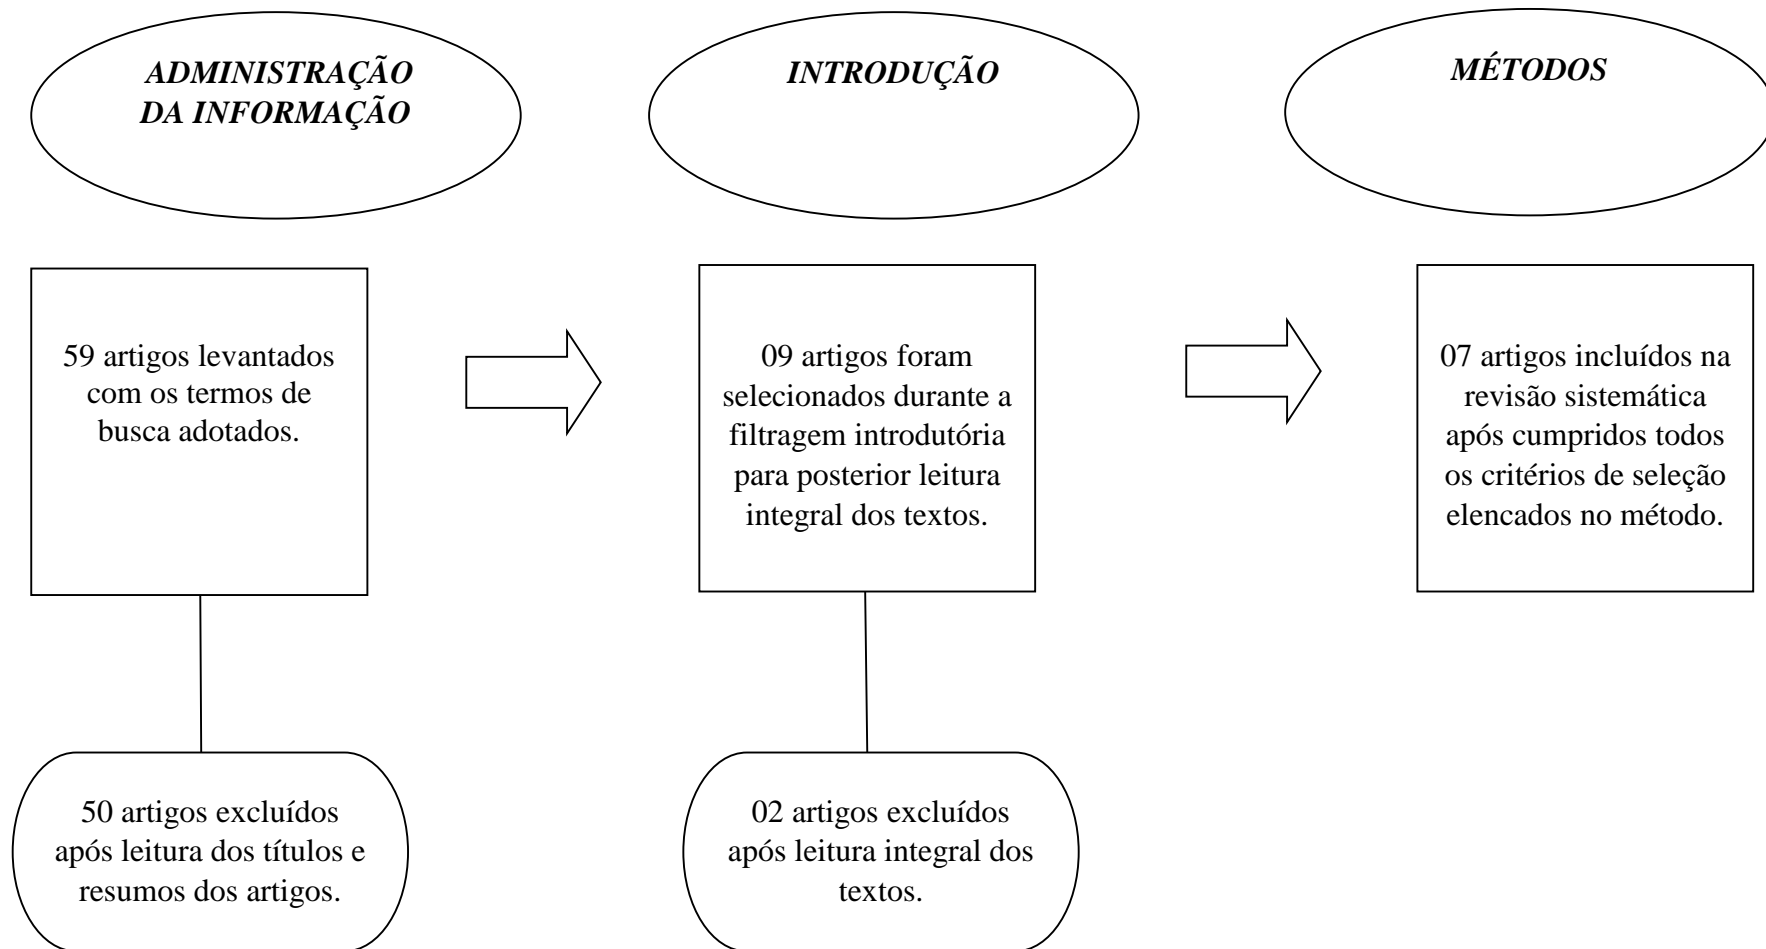 ADMINISTRAÇÃO
DA INFORMAÇÃO
INTRODUÇÃO
MÉTODOS
59 artigos levantados
com os termos de
busca adotados.
09 artigos foram
selecionados durante a
filtragem introdutória
para posterior leitura
integral dos textos.
07 artigos incluídos na
revisão sistemática
após cumpridos todos
os critérios de seleção
elencados no método.
50 artigos excluídos
após leitura dos títulos e
resumos dos artigos.
02 artigos excluídos
após leitura integral dos
textos.